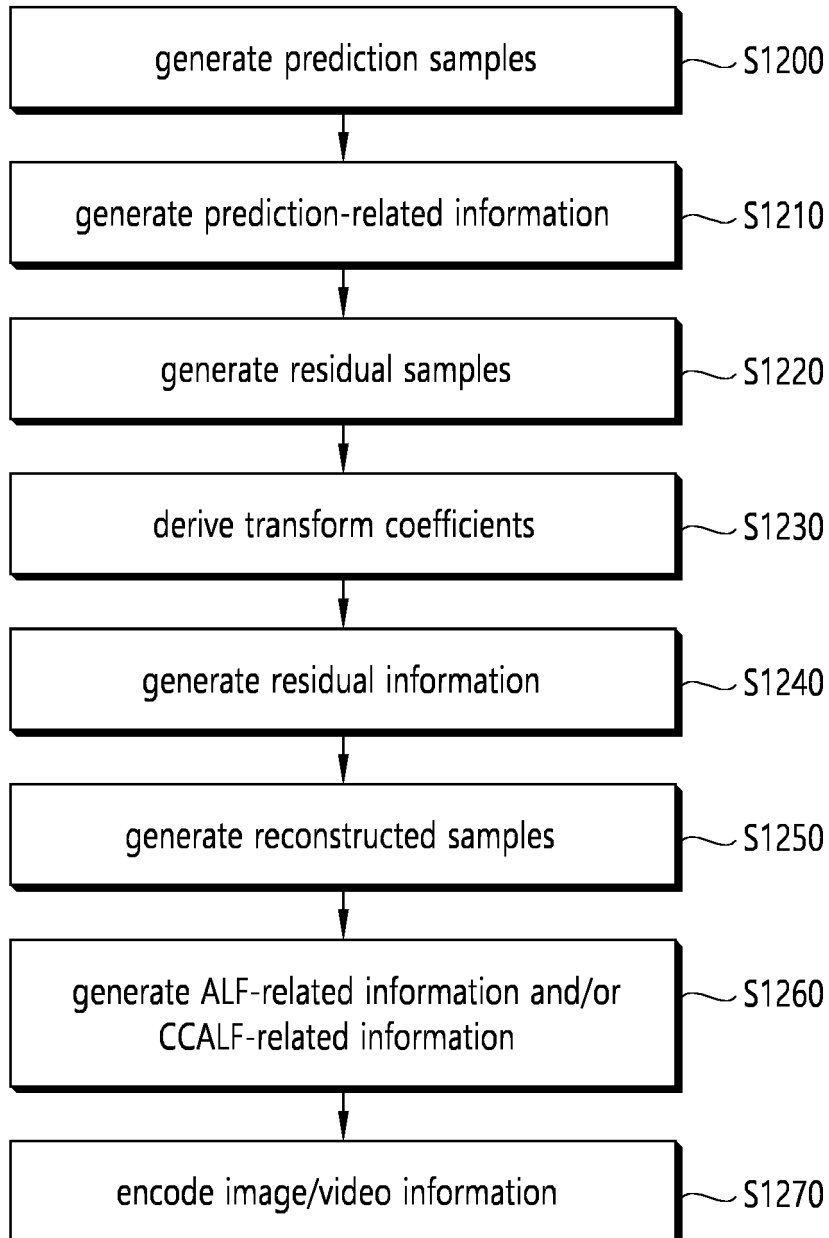 generate prediction samples S1200
generate prediction-related information S1210
generate residual samples S1220
derive transform coefficients S1230
generate residual information S1240
generate reconstructed samples S1250
generate ALF-related information and/or S1260
CCALF-related information
encode image/video information S1270